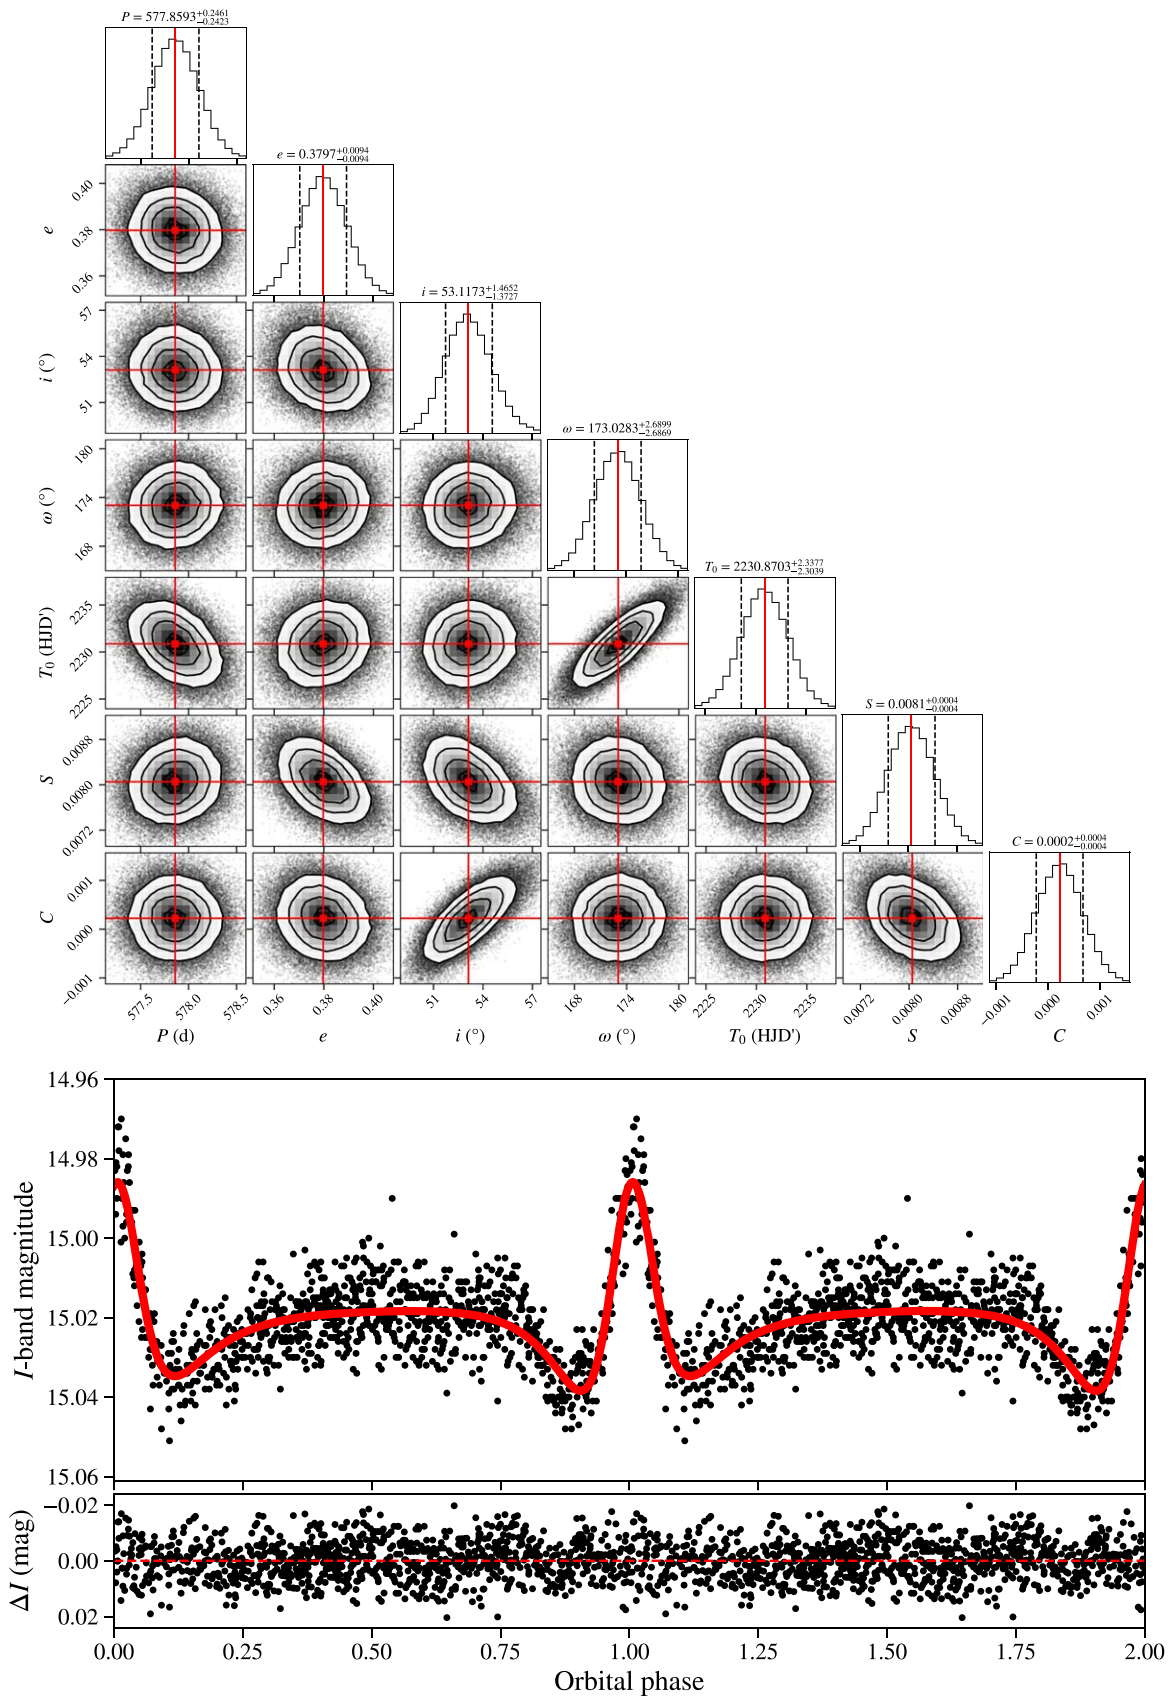 P = 577.8593 +0.2461 −0.2423
e = 0.3797 +0.0094 −0.0094
0.40
0.38
0.36
e
i = 53.1173 +1.4652 −1.3727
57
54
51
i (°)
ω = 173.0283 +2.6899 −2.6869
180
174
168
ω (°)
T₀ = 2230.8703 +2.3377 −2.3039
2235
2230
2225
T₀ (HJD')
S = 0.0081 +0.0004 −0.0004
0.0088
0.0080
0.0072
S
C = 0.0002 +0.0004 −0.0004
0.001
0.000
−0.001
C
577.5 578.0 578.5 0.36 0.38 0.40 51 54 57 168 174 180 2225 2230 2235 0.0072 0.0080 0.0088 −0.001 0.000 0.001
P (d) e i (°) ω (°) T₀ (HJD') S C
14.96
14.98
15.00
15.02
15.04
15.06
I-band magnitude
−0.02
0.00
0.02
ΔI (mag)
0.00 0.25 0.50 0.75 1.00 1.25 1.50 1.75 2.00
Orbital phase